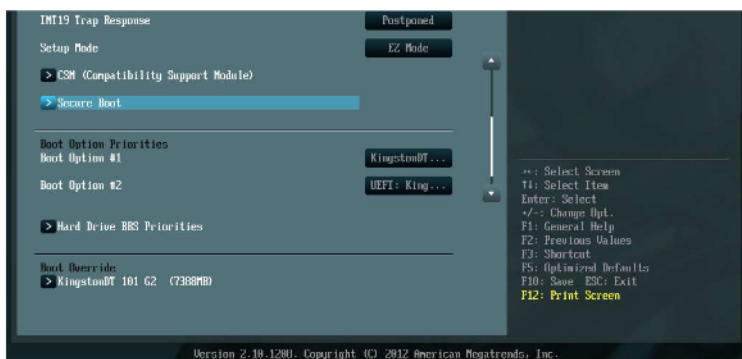 INT19 Trap Response Postponed
Setup Mode EZ Mode
> CSM (Compatibility Support Module)
> Secure Boot
Boot Option Priorities
Boot Option #1 KingstonDT...
Boot Option #2 UEFI: King...
> Hard Drive BBS Priorities
Boot Override
> KingstonDT 101 G2 (7388MB)
→←: Select Screen
↑↓: Select Item
Enter: Select
+/-: Change Opt.
F1: General Help
F2: Previous Values
F3: Shortcut
F5: Optimized Defaults
F10: Save ESC: Exit
F12: Print Screen
Version 2.10.1208. Copyright (C) 2012 American Megatrends, Inc.